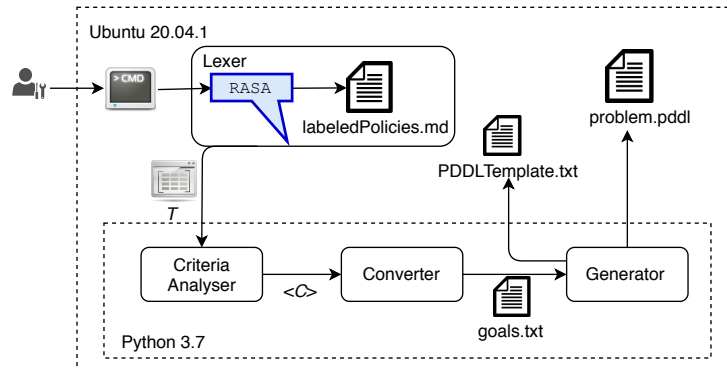 Ubuntu 20.04.1
> CMD
Lexer
RASA
labeledPolicies.md
PDDLTemplate.txt
problem.pddl
T
Criteria
Analyser
<C>
Converter
goals.txt
Generator
Python 3.7